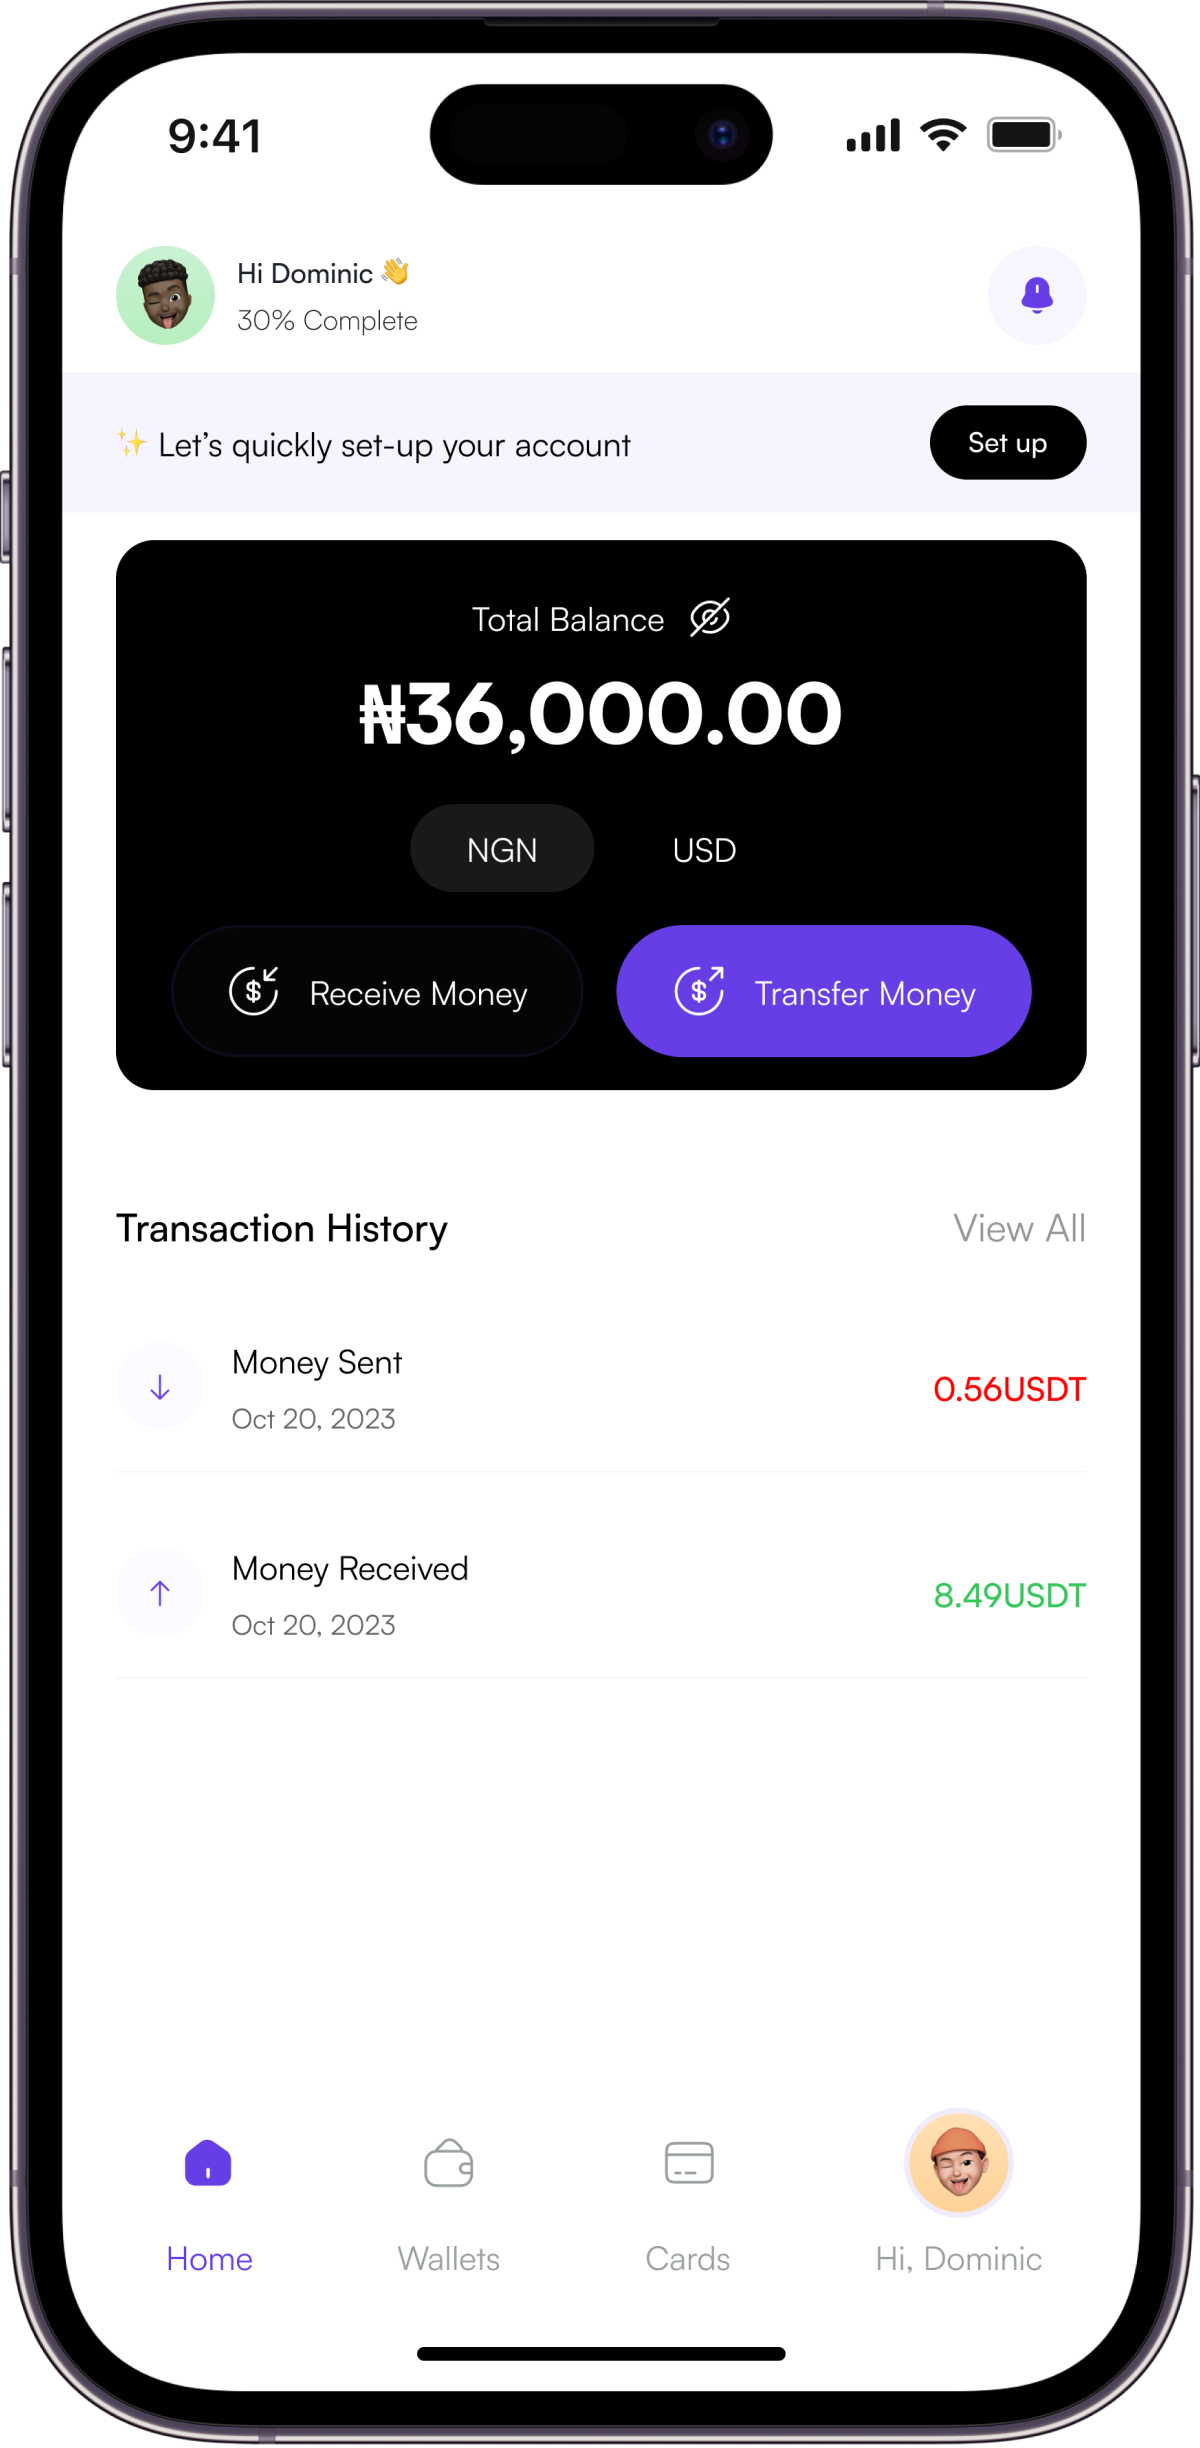 9:41
Hi Dominic 👋
30% Complete
✨ Let’s quickly set-up your account
Set up
Total Balance
₦36,000.00
NGN
USD
Receive Money
Transfer Money
Transaction History
View All
Money Sent
Oct 20, 2023
0.56USDT
Money Received
Oct 20, 2023
8.49USDT
Home
Wallets
Cards
Hi, Dominic